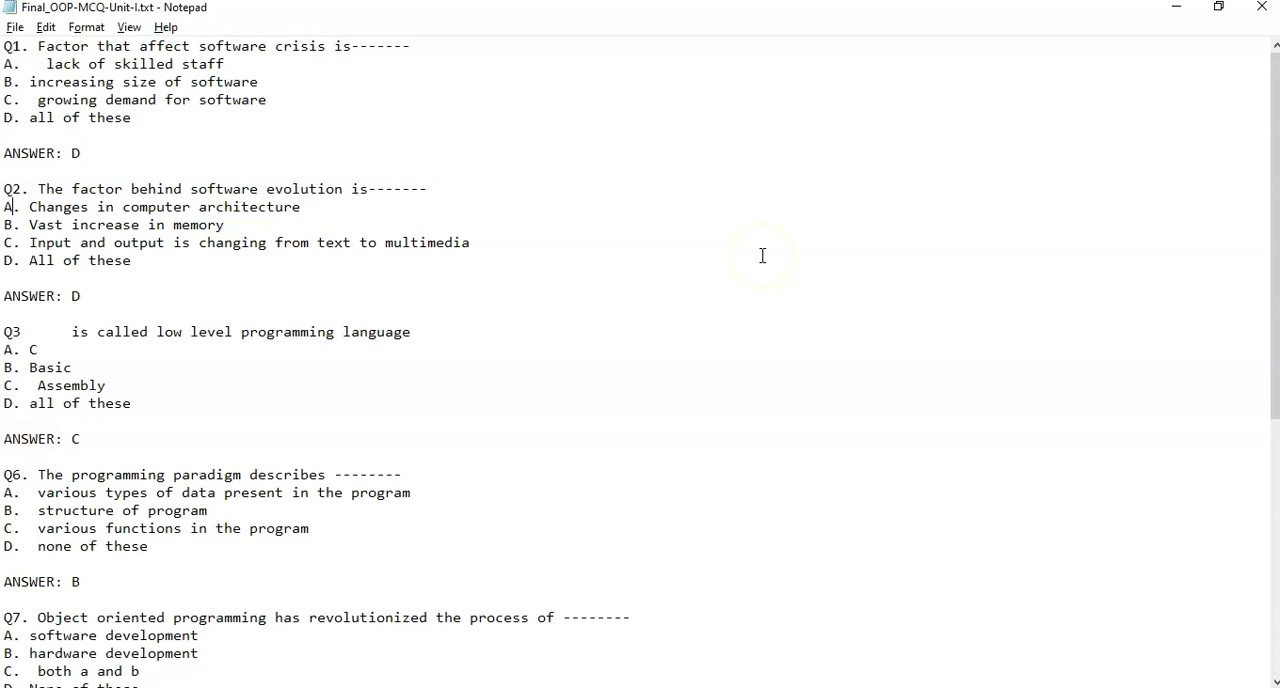 Final_OOP-MCQ-Unit-I.txt - Notepad
File Edit Format View Help
Q1. Factor that affect software crisis is-------
A.   lack of skilled staff
B. increasing size of software
C.  growing demand for software
D. all of these
ANSWER: D
Q2. The factor behind software evolution is-------
A. Changes in computer architecture
B. Vast increase in memory
C. Input and output is changing from text to multimedia
D. All of these
ANSWER: D
Q3      is called low level programming language
A. C
B. Basic
C.  Assembly
D. all of these
ANSWER: C
Q6. The programming paradigm describes --------
A.  various types of data present in the program
B.  structure of program
C.  various functions in the program
D.  none of these
ANSWER: B
Q7. Object oriented programming has revolutionized the process of --------
A. software development
B. hardware development
C.  both a and b
D. None of these